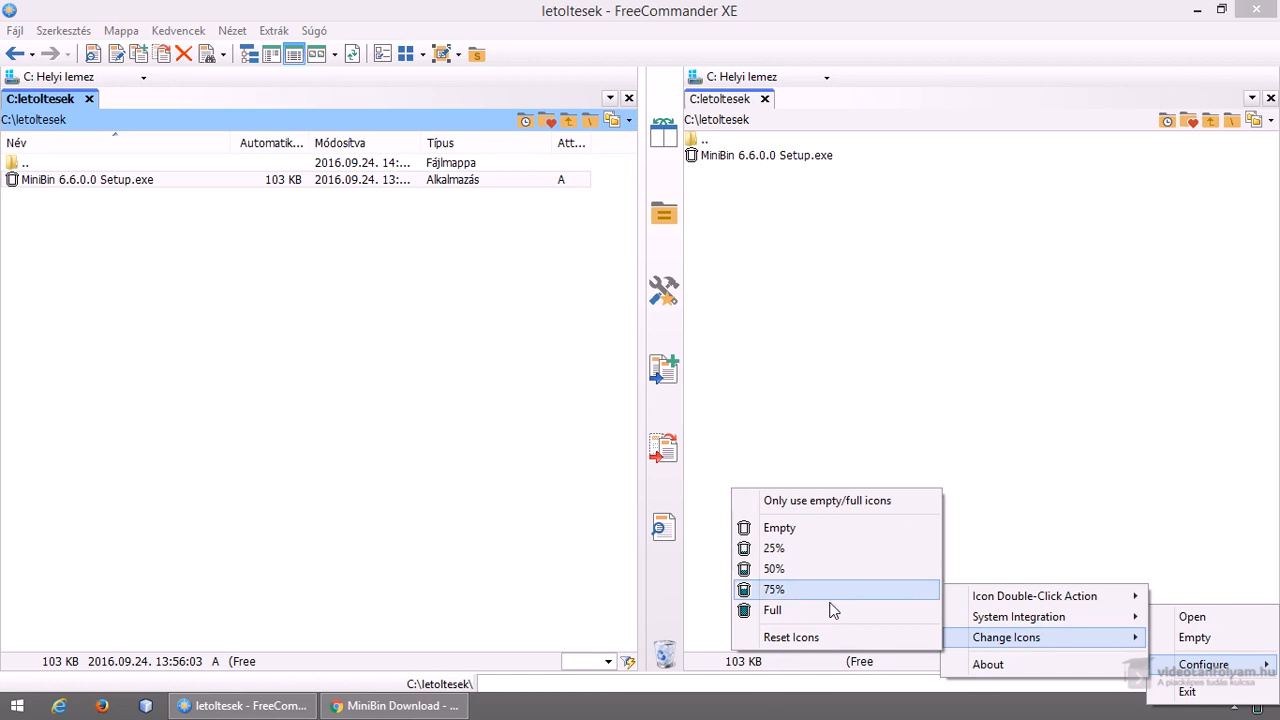 letoltesek - FreeCommander XE
Fájl Szerkesztés Mappa Kedvencek Nézet Extrák Súgó
C: Helyi lemez
C:letoltesek
C:\letoltesek
Név Automatik... Módosítva Típus Att...
.. 2016.09.24. 14:... Fájlmappa
MiniBin 6.6.0.0 Setup.exe 103 KB 2016.09.24. 13:... Alkalmazás A
103 KB 2016.09.24. 13:56:03 A (Free
C: Helyi lemez
C:letoltesek
C:\letoltesek
..
MiniBin 6.6.0.0 Setup.exe
103 KB (Free
Only use empty/full icons
Empty
25%
50%
75%
Full
Reset Icons
Icon Double-Click Action
System Integration
Change Icons
About
Open
Empty
Configure
Exit
videotanfolyam.hu
A piacképes tudás kulcsa
C:\letoltesek\
letoltesek - FreeCom...
MiniBin Download - ...